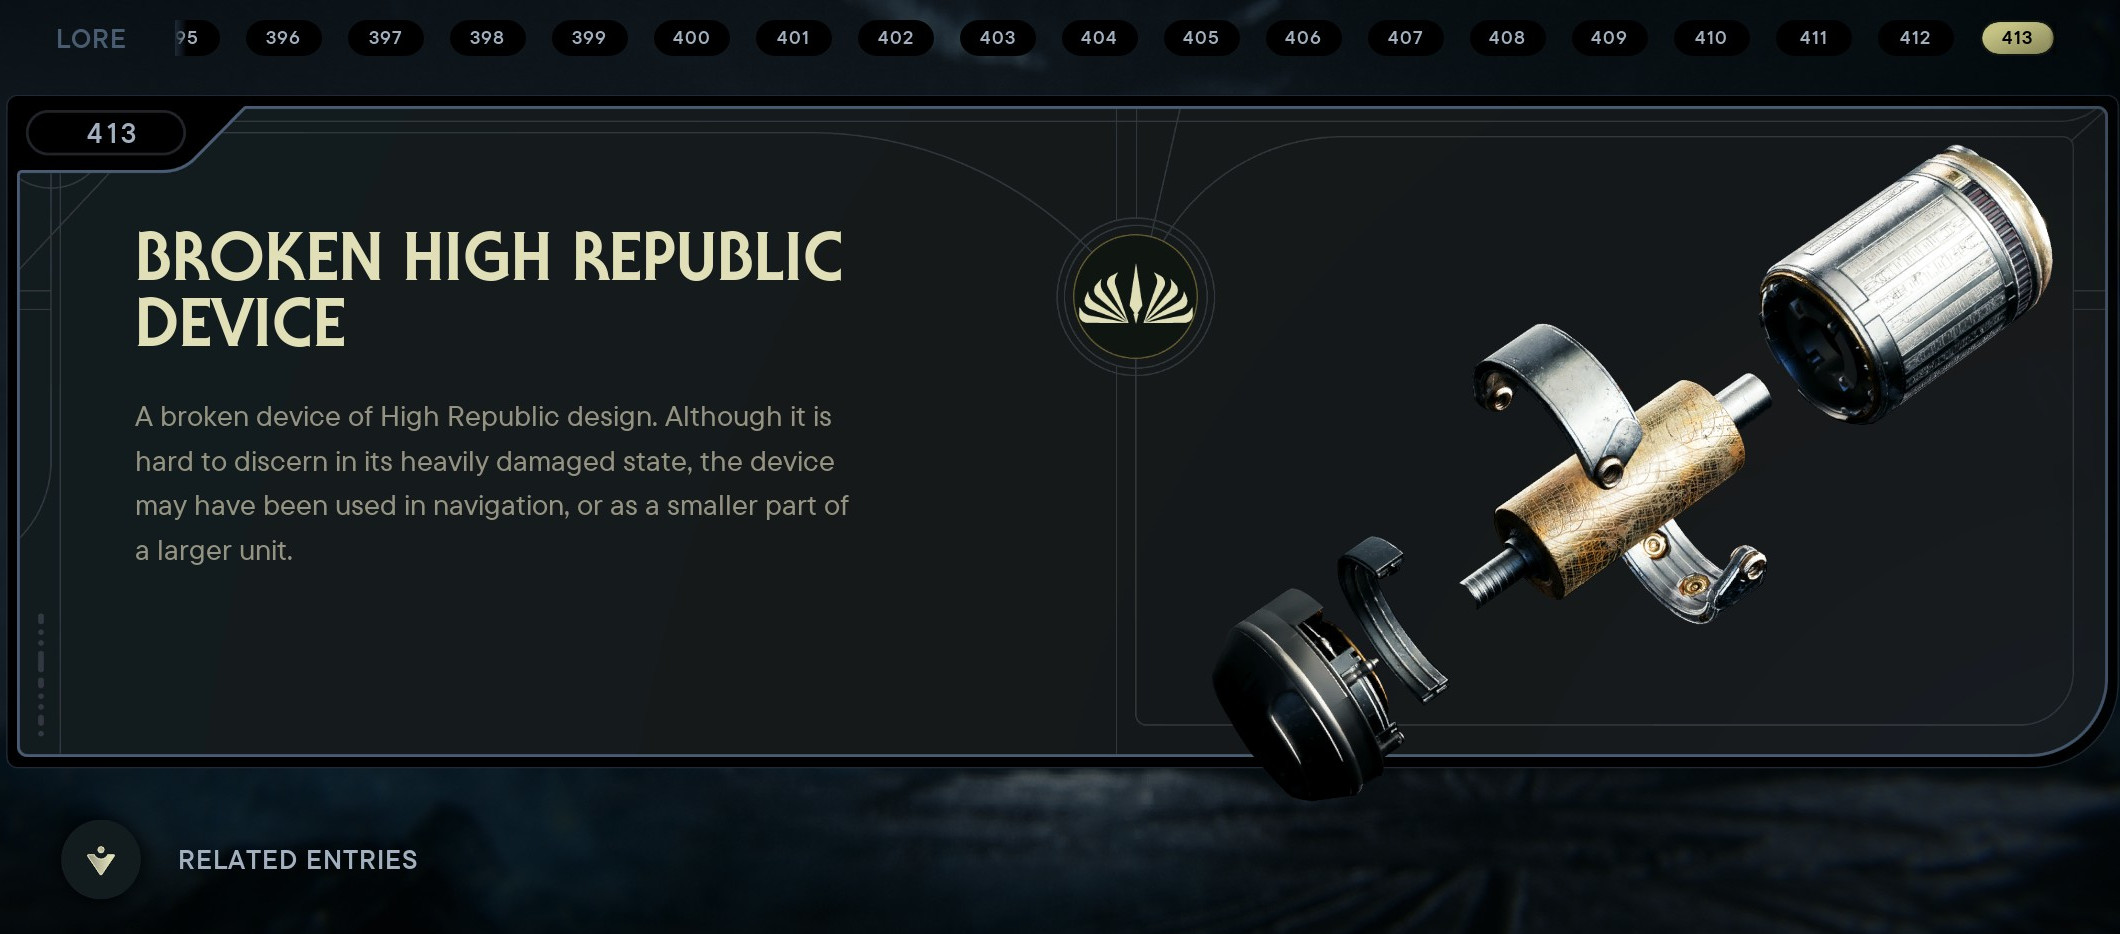 LORE
95 396 397 398 399 400 401 402 403 404 405 406 407 408 409 410 411 412 413
413
BROKEN HIGH REPUBLIC
DEVICE
A broken device of High Republic design. Although it is
hard to discern in its heavily damaged state, the device
may have been used in navigation, or as a smaller part of
a larger unit.
RELATED ENTRIES